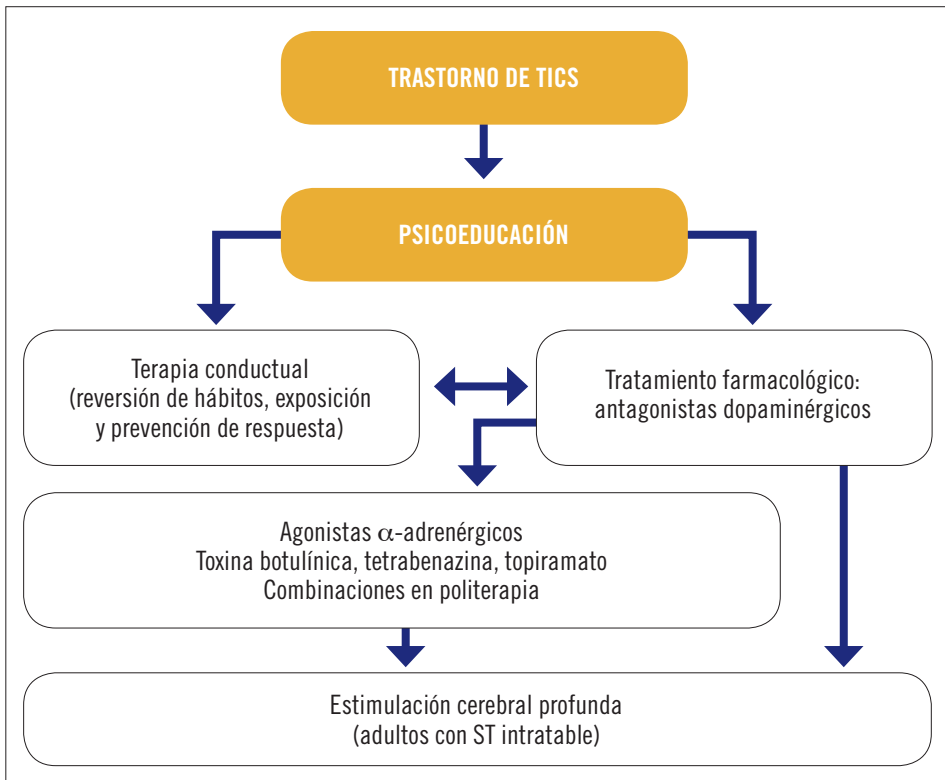 TRASTORNO DE TICS
PSICOEDUCACIÓN
Terapia conductual
(reversión de hábitos, exposición
y prevención de respuesta)
Tratamiento farmacológico:
antagonistas dopaminérgicos
Agonistas α-adrenérgicos
Toxina botulínica, tetrabenazina, topiramato
Combinaciones en politerapia
Estimulación cerebral profunda
(adultos con ST intratable)